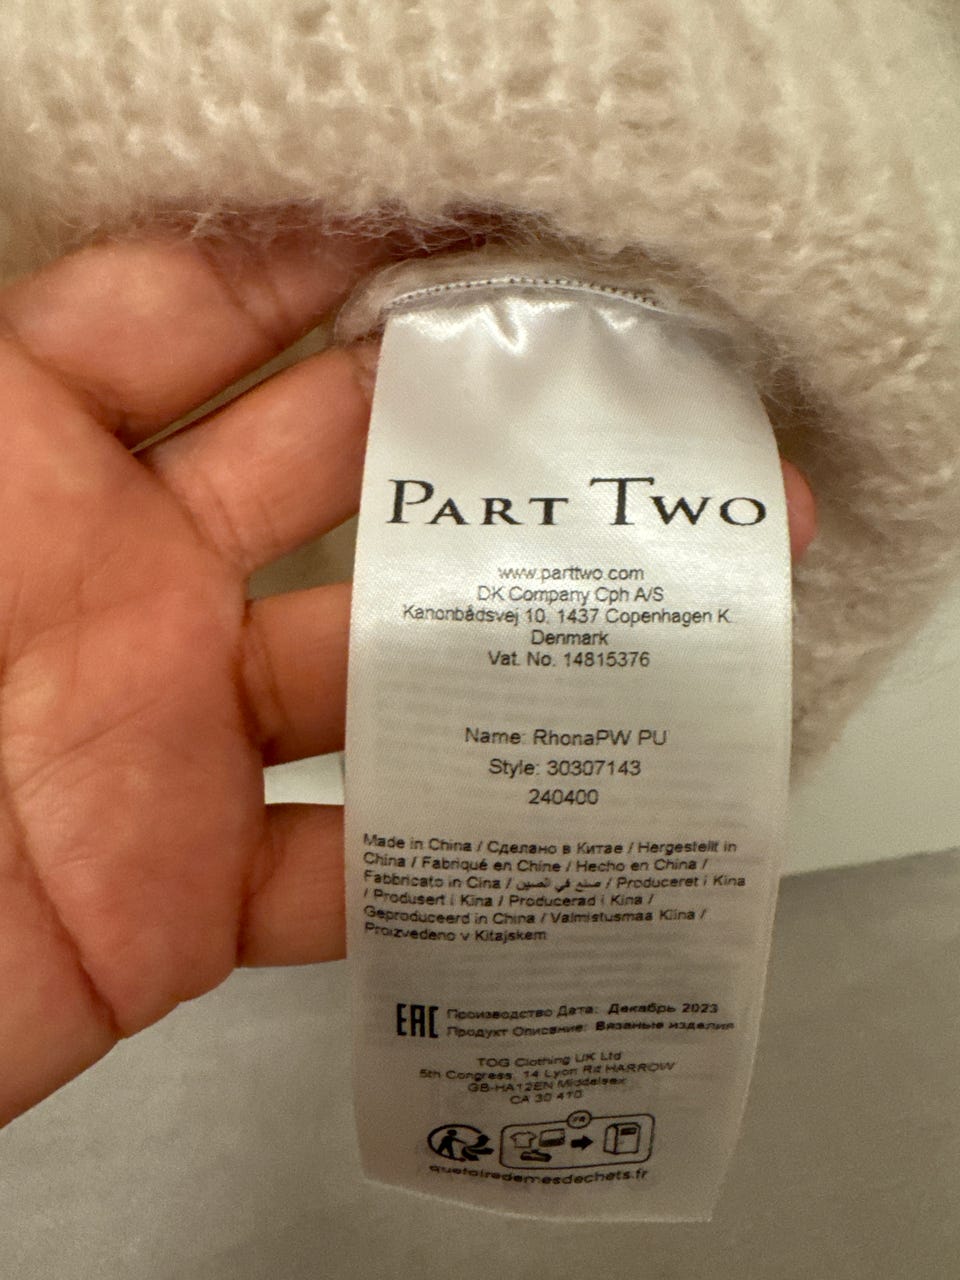 PART TWO
www.parttwo.com
DK Company Cph A/S
Kanonbådsvej 10, 1437 Copenhagen K.
Denmark
Vat. No. 14815376
Name: RhonaPW PU
Style: 30307143
240400
Made in China / Сделано в Китае / Hergestellt in
China / Fabriqué en Chine / Hecho en China /
Fabbricato in Cina / صنع في الصين / Produceret i Kina
/ Produsert i Kina / Producerad i Kina /
Geproduceerd in China / Valmistusmaa Kiina /
Proizvedeno v Kitajskem
EAC Производство Дата: Декабрь 2023
Продукт Описание: Вязаные изделия
TOG Clothing UK Ltd
5th Congress, 14 Lyon Rd HARROW
GB-HA12EN Middelsex
CA 30 410
FR
quefairedemesdechets.fr